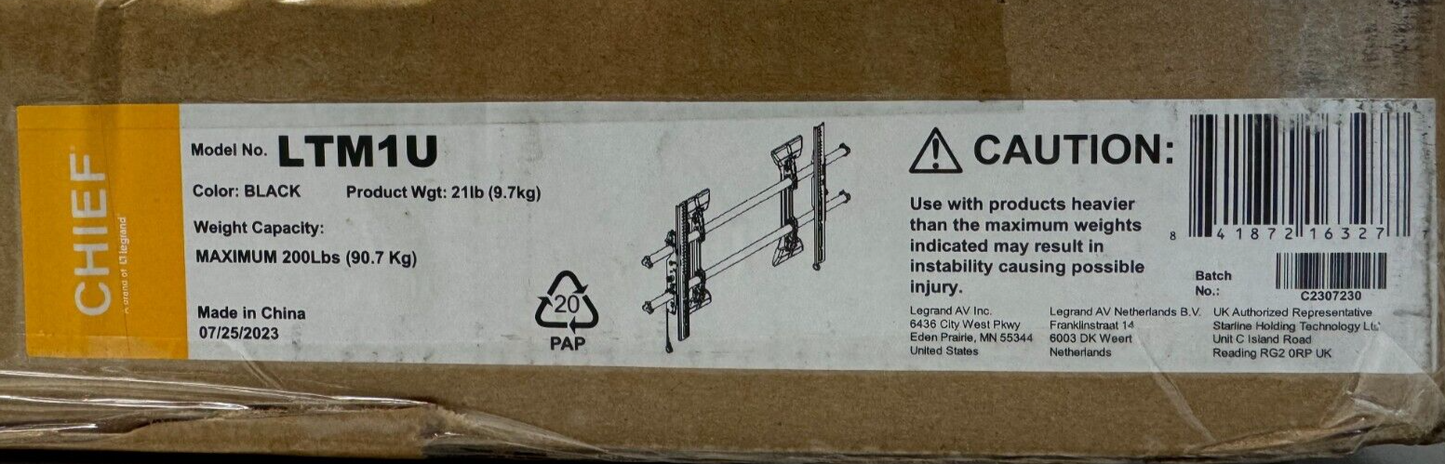 CHIEF
A brand of legrand
Model No. LTM1U
Color: BLACK Product Wgt: 21lb (9.7kg)
Weight Capacity:
MAXIMUM 200Lbs (90.7 Kg)
Made in China
07/25/2023
20
PAP
CAUTION:
Use with products heavier
than the maximum weights
indicated may result in
instability causing possible
injury.
8 41872 16327 7
Batch
No.:
C2307230
Legrand AV Inc.
6436 City West Pkwy
Eden Prairie, MN 55344
United States
Legrand AV Netherlands B.V.
Franklinstraat 14
6003 DK Weert
Netherlands
UK Authorized Representative
Starline Holding Technology
Unit C Island Road
Reading RG2 0RP UK